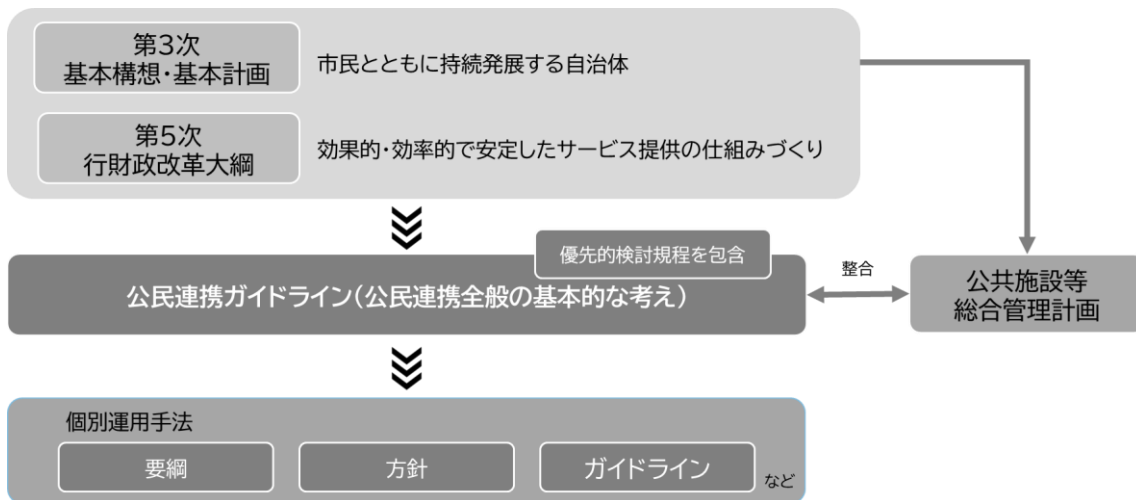 第3次
基本構想・基本計画
市民とともに持続発展する自治体
第5次
行財政改革大綱
効果的・効率的で安定したサービス提供の仕組みづくり
優先的検討規程を包含
公民連携ガイドライン(公民連携全般の基本的な考え)
整合
公共施設等
総合管理計画
個別運用手法
要綱
方針
ガイドライン
など